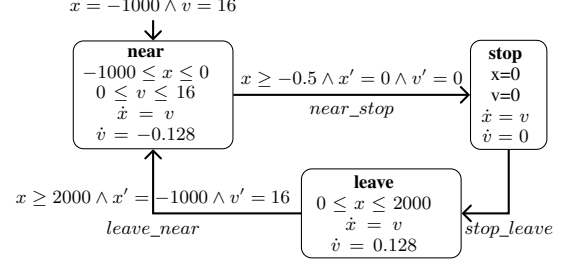 x = −1000 ∧ v = 16
near
−1000 ≤ x ≤ 0
0 ≤ v ≤ 16
ẋ = v
v̇ = −0.128
x ≥ −0.5 ∧ x′ = 0 ∧ v′ = 0
near_stop
stop
x=0
v=0
ẋ = v
v̇ = 0
x ≥ 2000 ∧ x′ = −1000 ∧ v′ = 16
leave_near
leave
0 ≤ x ≤ 2000
ẋ = v
v̇ = 0.128
stop_leave